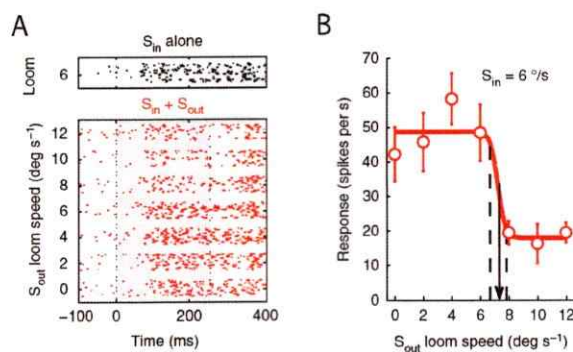 A
S_in alone
Loom
6
S_in + S_out
S_out loom speed (deg s⁻¹)
12
10
8
6
4
2
0
−100
0
200
400
Time (ms)
B
S_in = 6 °/s
Response (spikes per s)
70
60
50
40
30
20
10
0
0
2
4
6
8
10
12
S_out loom speed (deg s⁻¹)